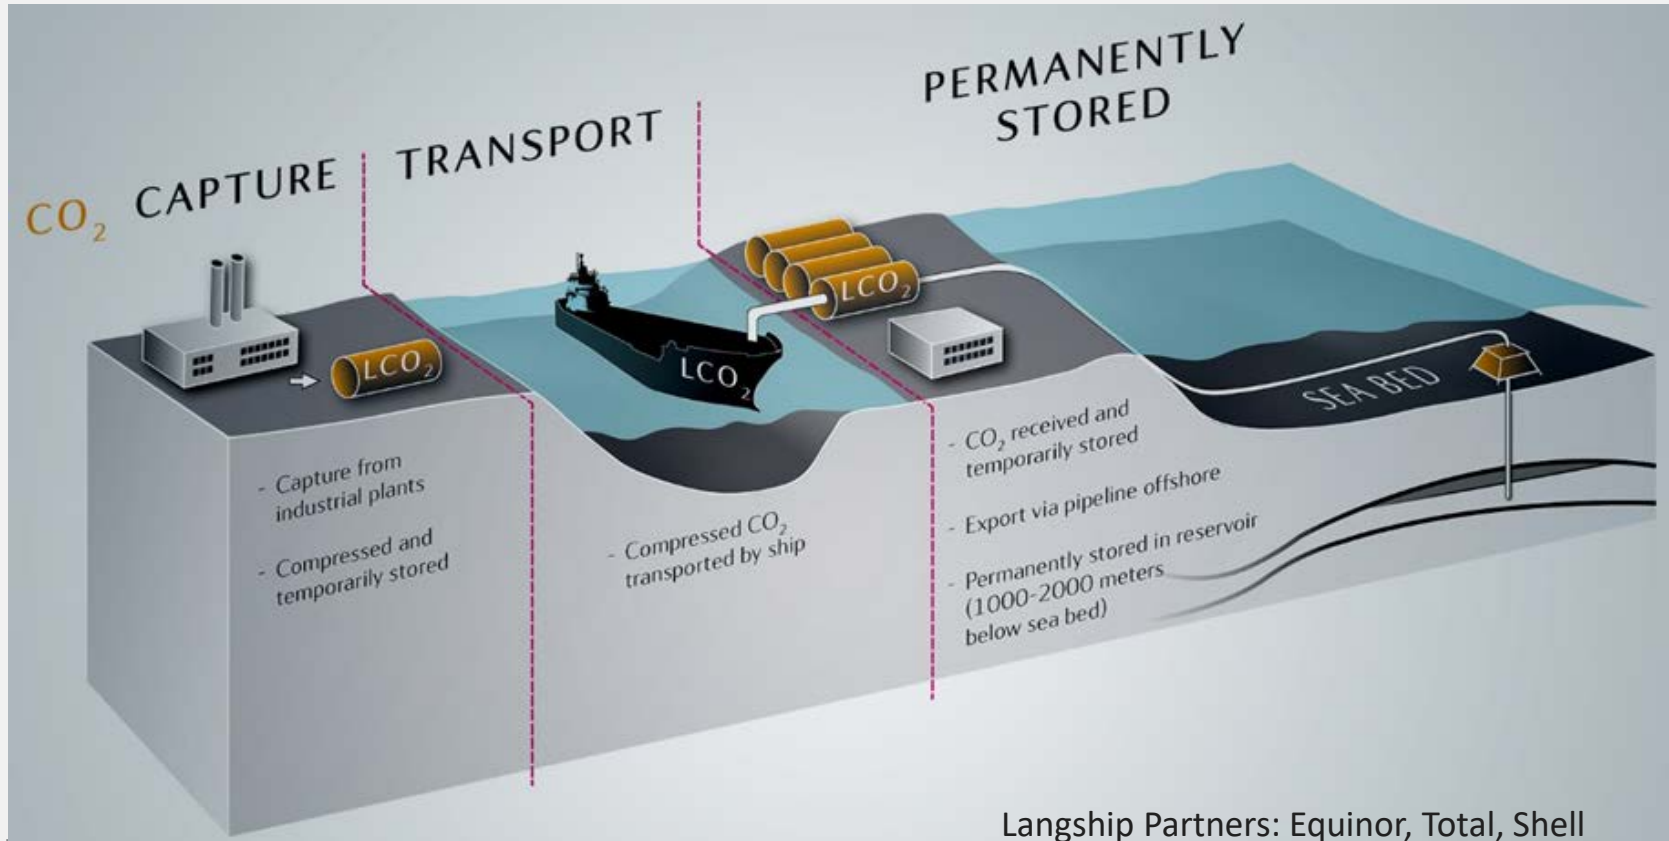 CO₂ CAPTURE
TRANSPORT
PERMANENTLY
STORED
LCO₂
LCO₂
LCO₂
SEA BED
- Capture from
industrial plants
- Compressed and
temporarily stored
- Compressed CO₂
transported by ship
- CO₂ received and
temporarily stored
- Export via pipeline offshore
- Permanently stored in reservoir
(1000-2000 meters
below sea bed)
Langship Partners: Equinor, Total, Shell